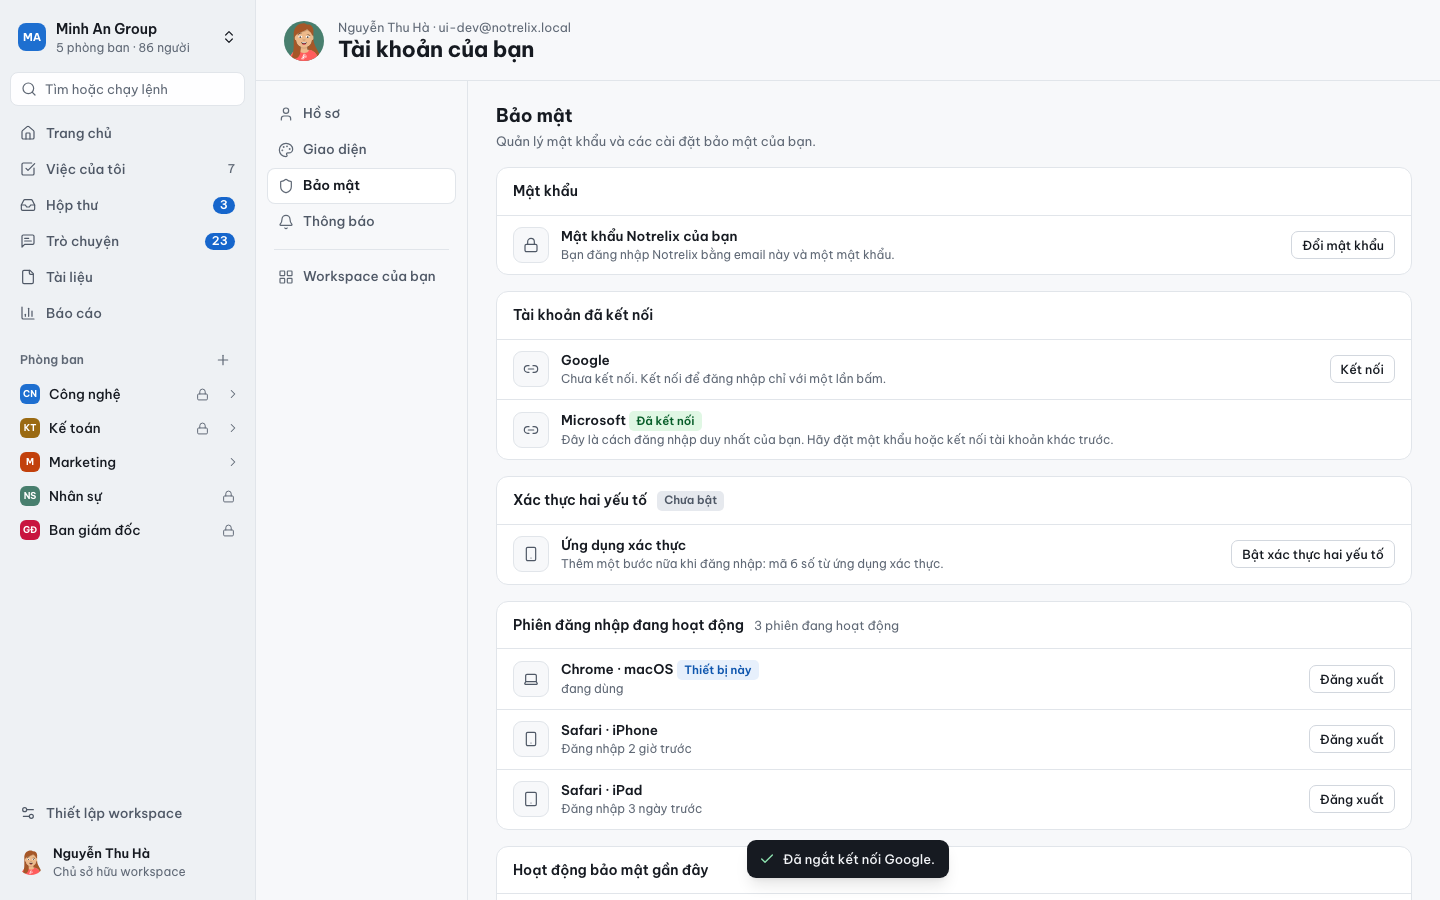 MA
Minh An Group
5 phòng ban · 86 người
Tìm hoặc chạy lệnh
Trang chủ
Việc của tôi 7
Hộp thư 3
Trò chuyện 23
Tài liệu
Báo cáo
Phòng ban
CN Công nghệ
KT Kế toán
M Marketing
NS Nhân sự
GĐ Ban giám đốc
Thiết lập workspace
Nguyễn Thu Hà
Chủ sở hữu workspace
Nguyễn Thu Hà · ui-dev@notrelix.local
Tài khoản của bạn
Hồ sơ
Giao diện
Bảo mật
Thông báo
Workspace của bạn
Bảo mật
Quản lý mật khẩu và các cài đặt bảo mật của bạn.
Mật khẩu
Mật khẩu Notrelix của bạn
Bạn đăng nhập Notrelix bằng email này và một mật khẩu.
Đổi mật khẩu
Tài khoản đã kết nối
Google
Chưa kết nối. Kết nối để đăng nhập chỉ với một lần bấm.
Kết nối
Microsoft Đã kết nối
Đây là cách đăng nhập duy nhất của bạn. Hãy đặt mật khẩu hoặc kết nối tài khoản khác trước.
Xác thực hai yếu tố Chưa bật
Ứng dụng xác thực
Thêm một bước nữa khi đăng nhập: mã 6 số từ ứng dụng xác thực.
Bật xác thực hai yếu tố
Phiên đăng nhập đang hoạt động 3 phiên đang hoạt động
Chrome · macOS Thiết bị này
đang dùng
Đăng xuất
Safari · iPhone
Đăng nhập 2 giờ trước
Đăng xuất
Safari · iPad
Đăng nhập 3 ngày trước
Đăng xuất
Hoạt động bảo mật gần đây
Đã ngắt kết nối Google.